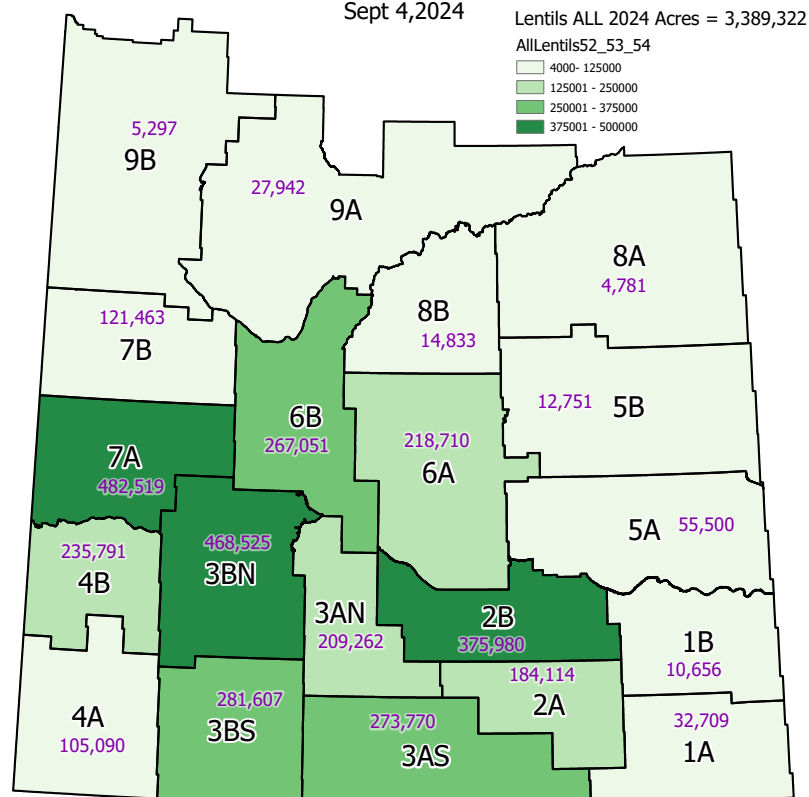 Sept 4,2024
Lentils ALL 2024 Acres = 3,389,322
AllLentils52_53_54
4000- 125000
125001 - 250000
250001 - 375000
375001 - 500000
5,297
9B
27,942
9A
8A
4,781
121,463
7B
8B
14,833
12,751
5B
6B
267,051
218,710
6A
7A
482,519
5A
55,500
235,791
4B
468,525
3BN
3AN
209,262
2B
375,980
1B
10,656
184,114
2A
281,607
3BS
4A
105,090
273,770
3AS
32,709
1A